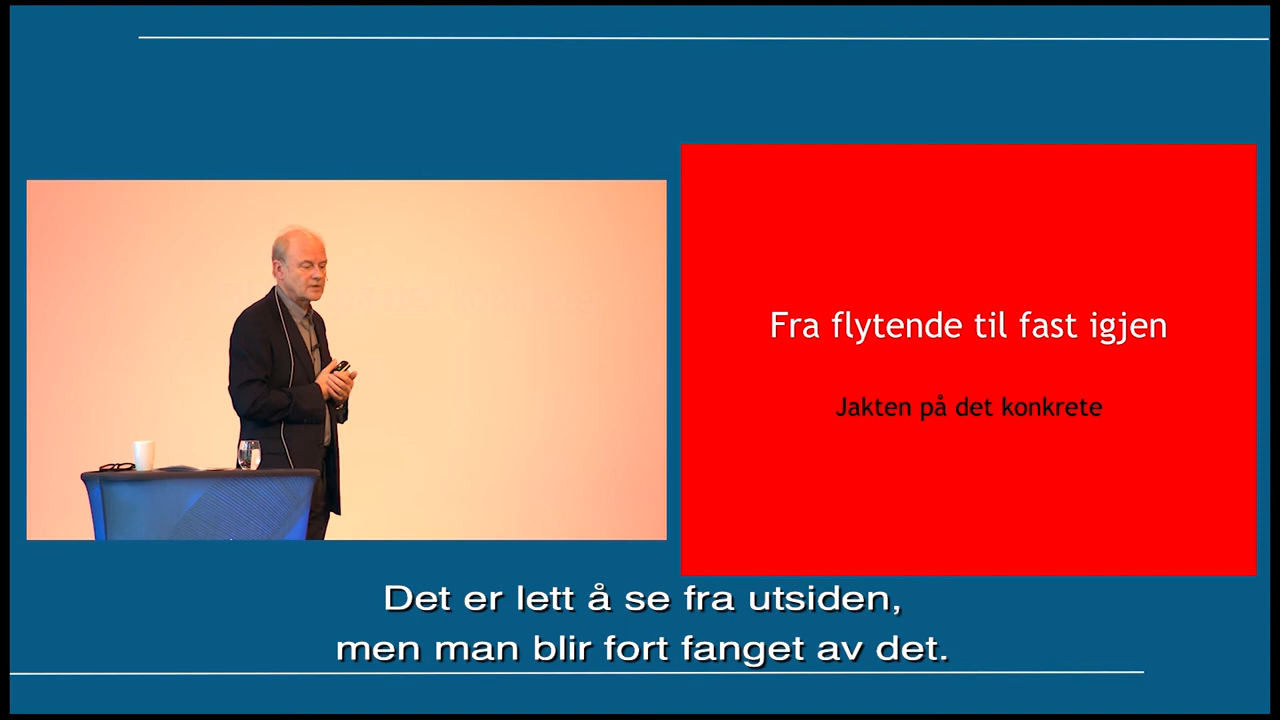 Fra flytende til fast igjen
Jakten på det konkrete
Det er lett å se fra utsiden,
men man blir fort fanget av det.